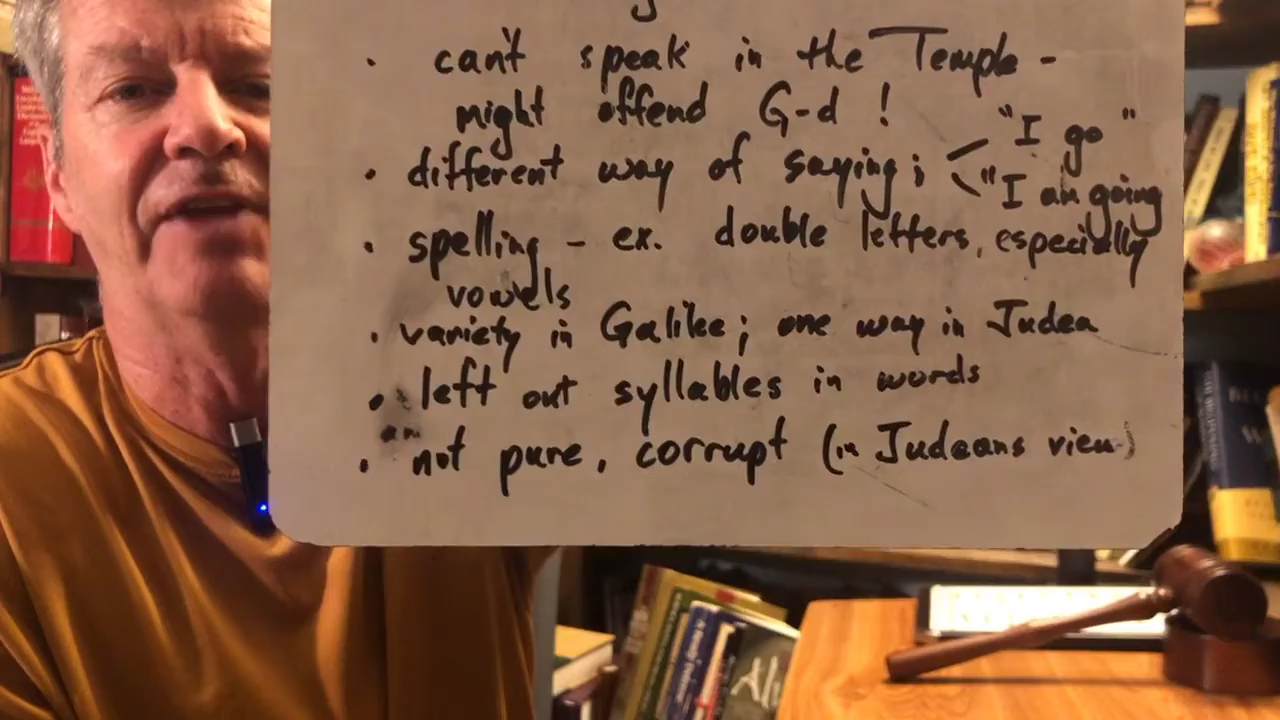 • can't speak in the Temple -
might offend G-d !
"I go"
• different way of saying ;
"I am going
• spelling - ex. double letters, especially
vowels
• variety in Galilee ; one way in Judea
• left out syllables in words
an
• not pure, corrupt (in Judeans view)